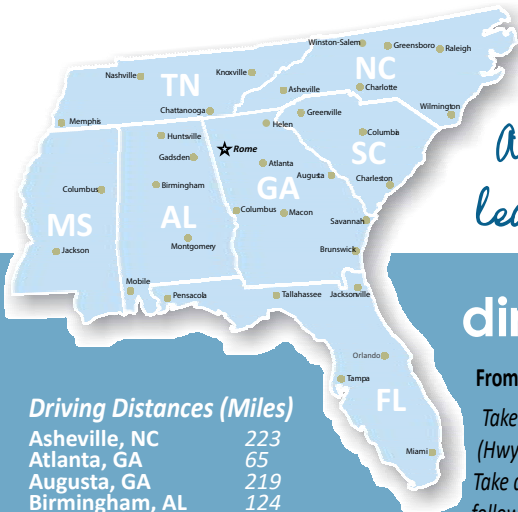 Winston-Salem
Greensboro
Raleigh
NC
Nashville
Knoxville
TN
Asheville
Charlotte
Chattanooga
Greenville
Wilmington
Memphis
Helen
Huntsville
Columbia
Rome
SC
Gadsden
Atlanta
Augusta
Charleston
Columbus
Birmingham
GA
Columbus
Macon
MS
AL
Savannah
Jackson
Montgomery
Brunswick
Mobile
Pensacola
Tallahassee
Jacksonville
Orlando
Tampa
FL
Miami
Driving Distances (Miles)
Asheville, NC 223
Atlanta, GA 65
Augusta, GA 219
Birmingham, AL 124
From
Take
(Hwy
Take
follow